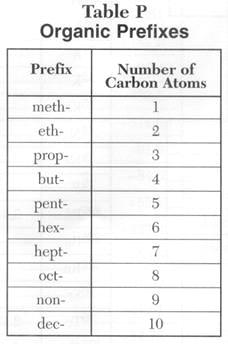 Table P
Organic Prefixes
Prefix Number of
Carbon Atoms
meth- 1
eth- 2
prop- 3
but- 4
pent- 5
hex- 6
hept- 7
oct- 8
non- 9
dec- 10